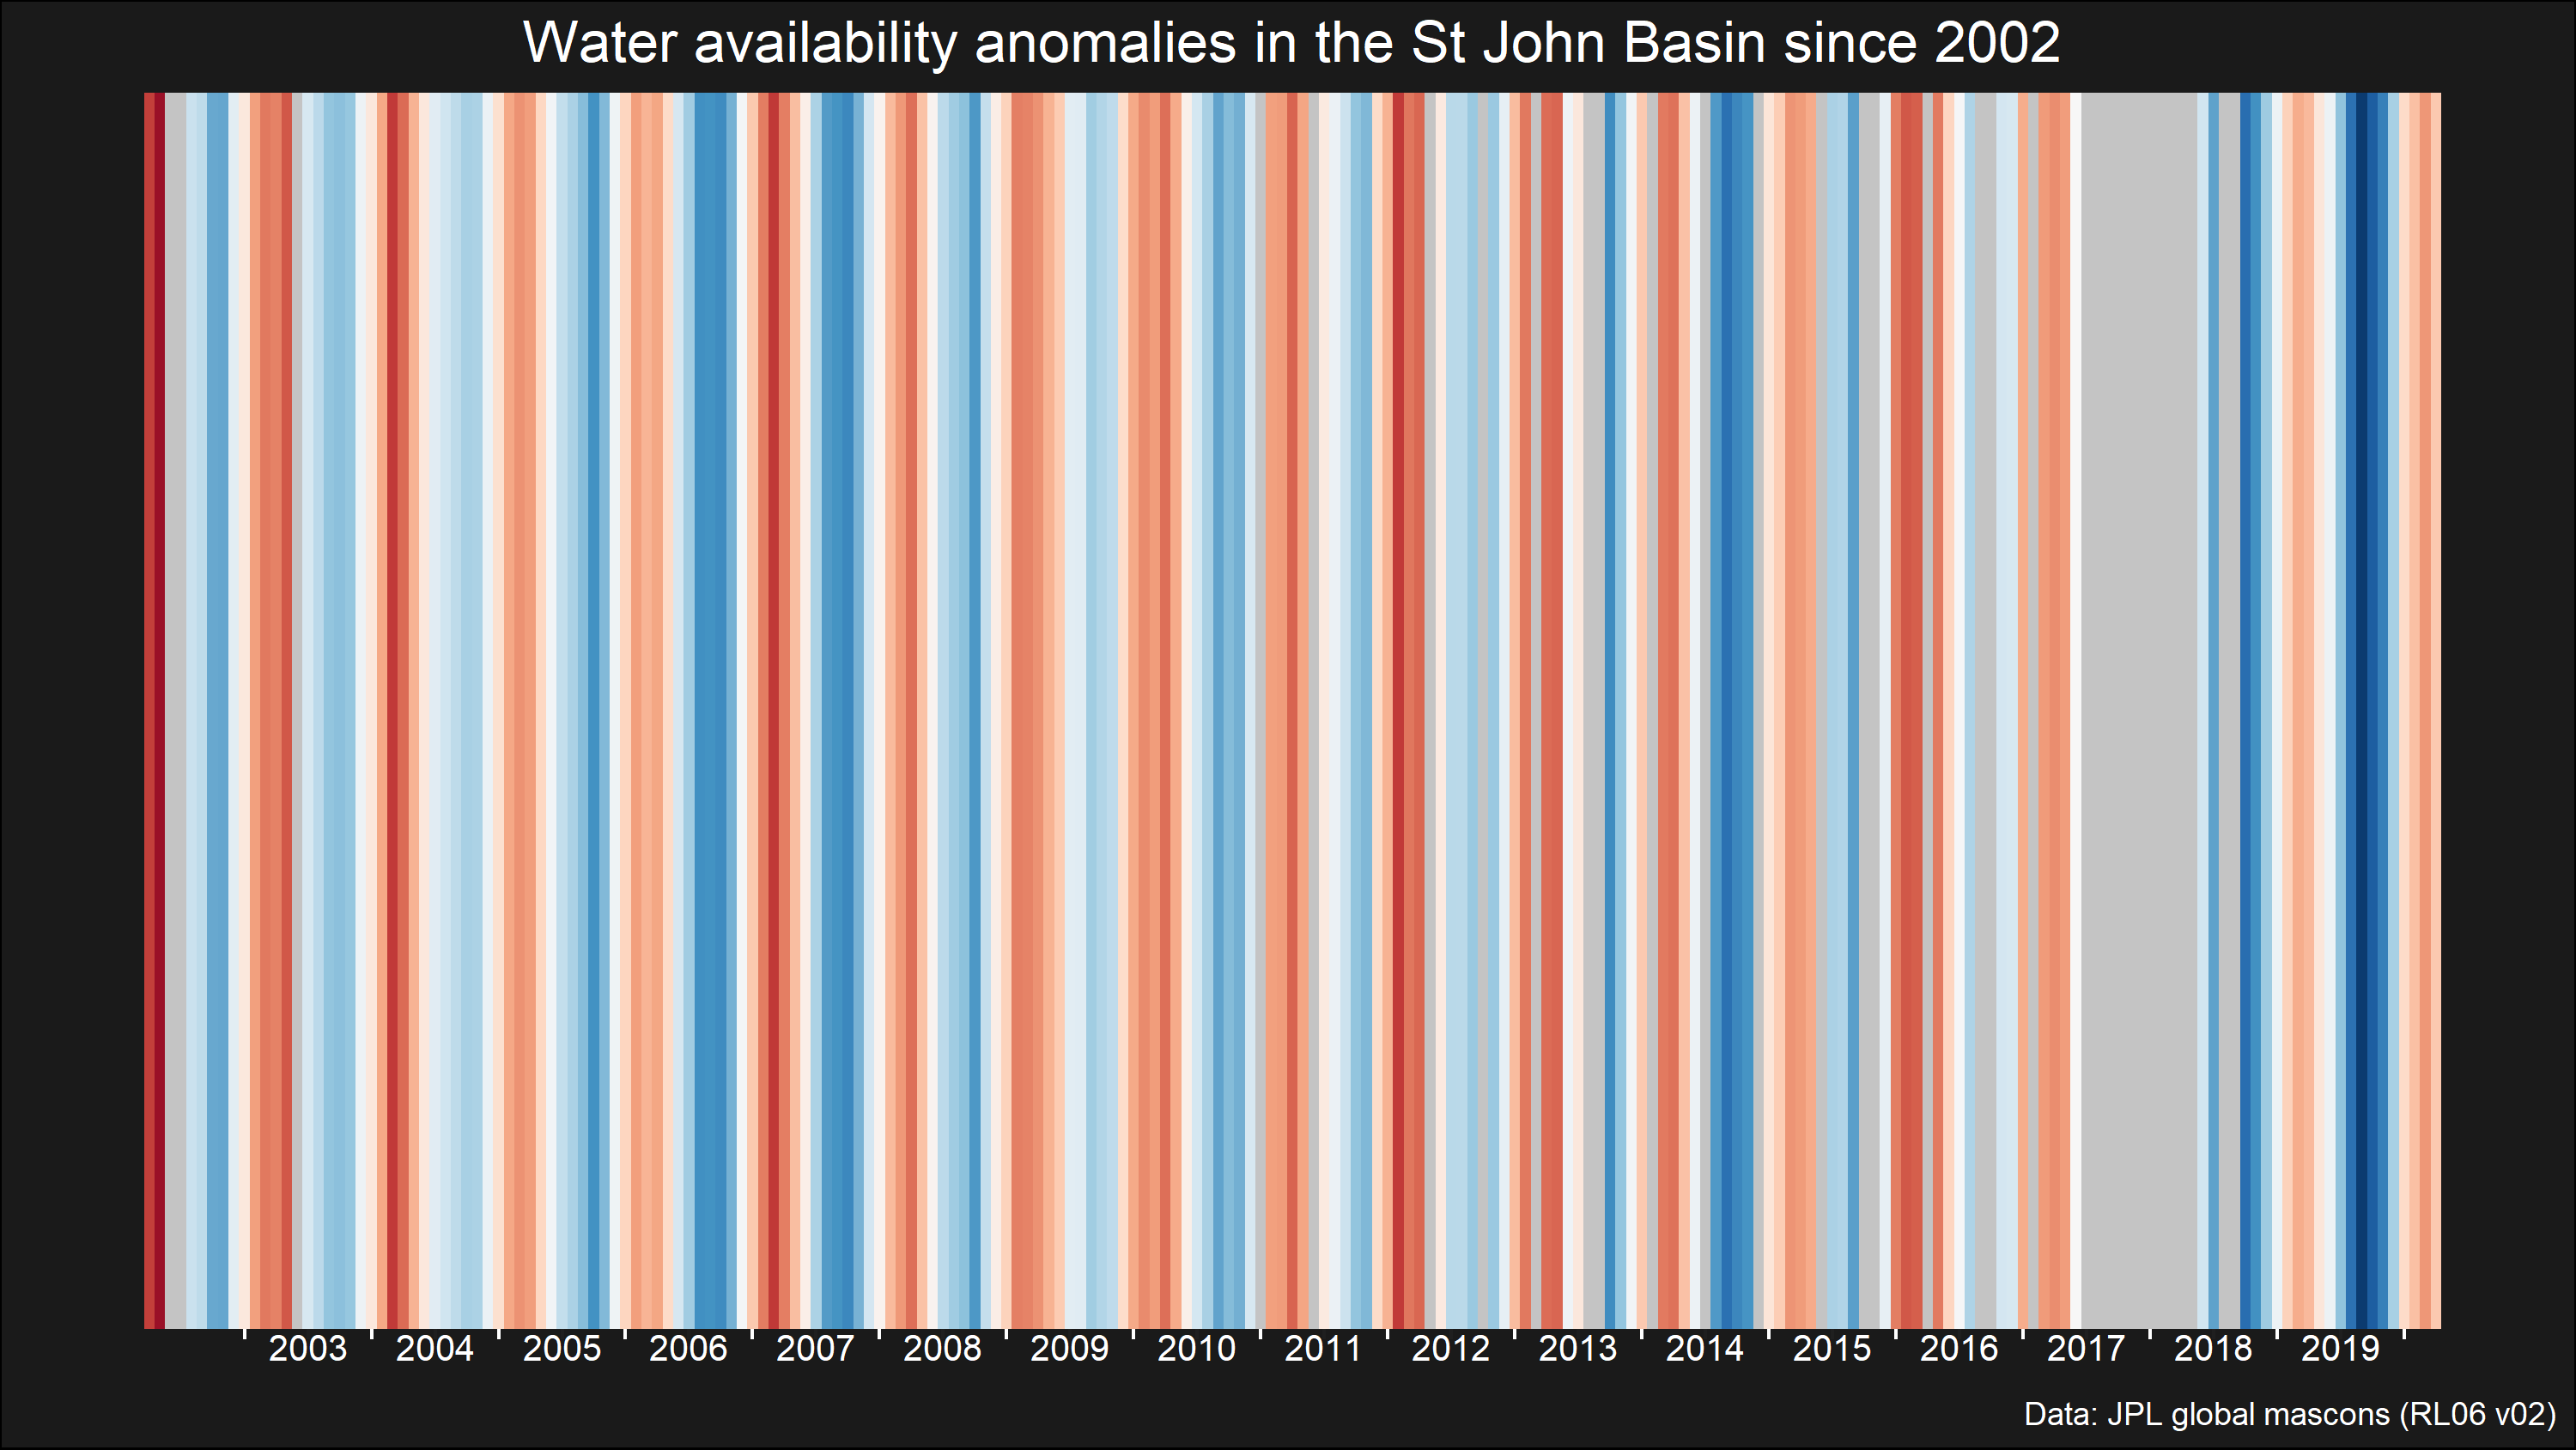 Water availability anomalies in the St John Basin since 2002
2003 2004 2005 2006 2007 2008 2009 2010 2011 2012 2013 2014 2015 2016 2017 2018 2019
Data: JPL global mascons (RL06 v02)